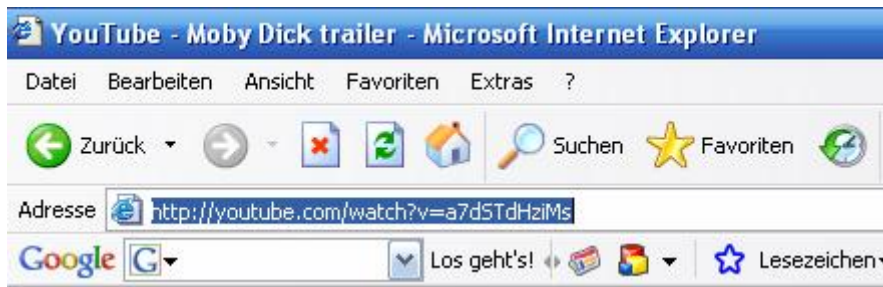 YouTube - Moby Dick trailer - Microsoft Internet Explorer
Datei Bearbeiten Ansicht Favoriten Extras ?
Zurück Suchen Favoriten
Adresse http://youtube.com/watch?v=a7dSTdHziMs
Google G Los geht's! Lesezeichen